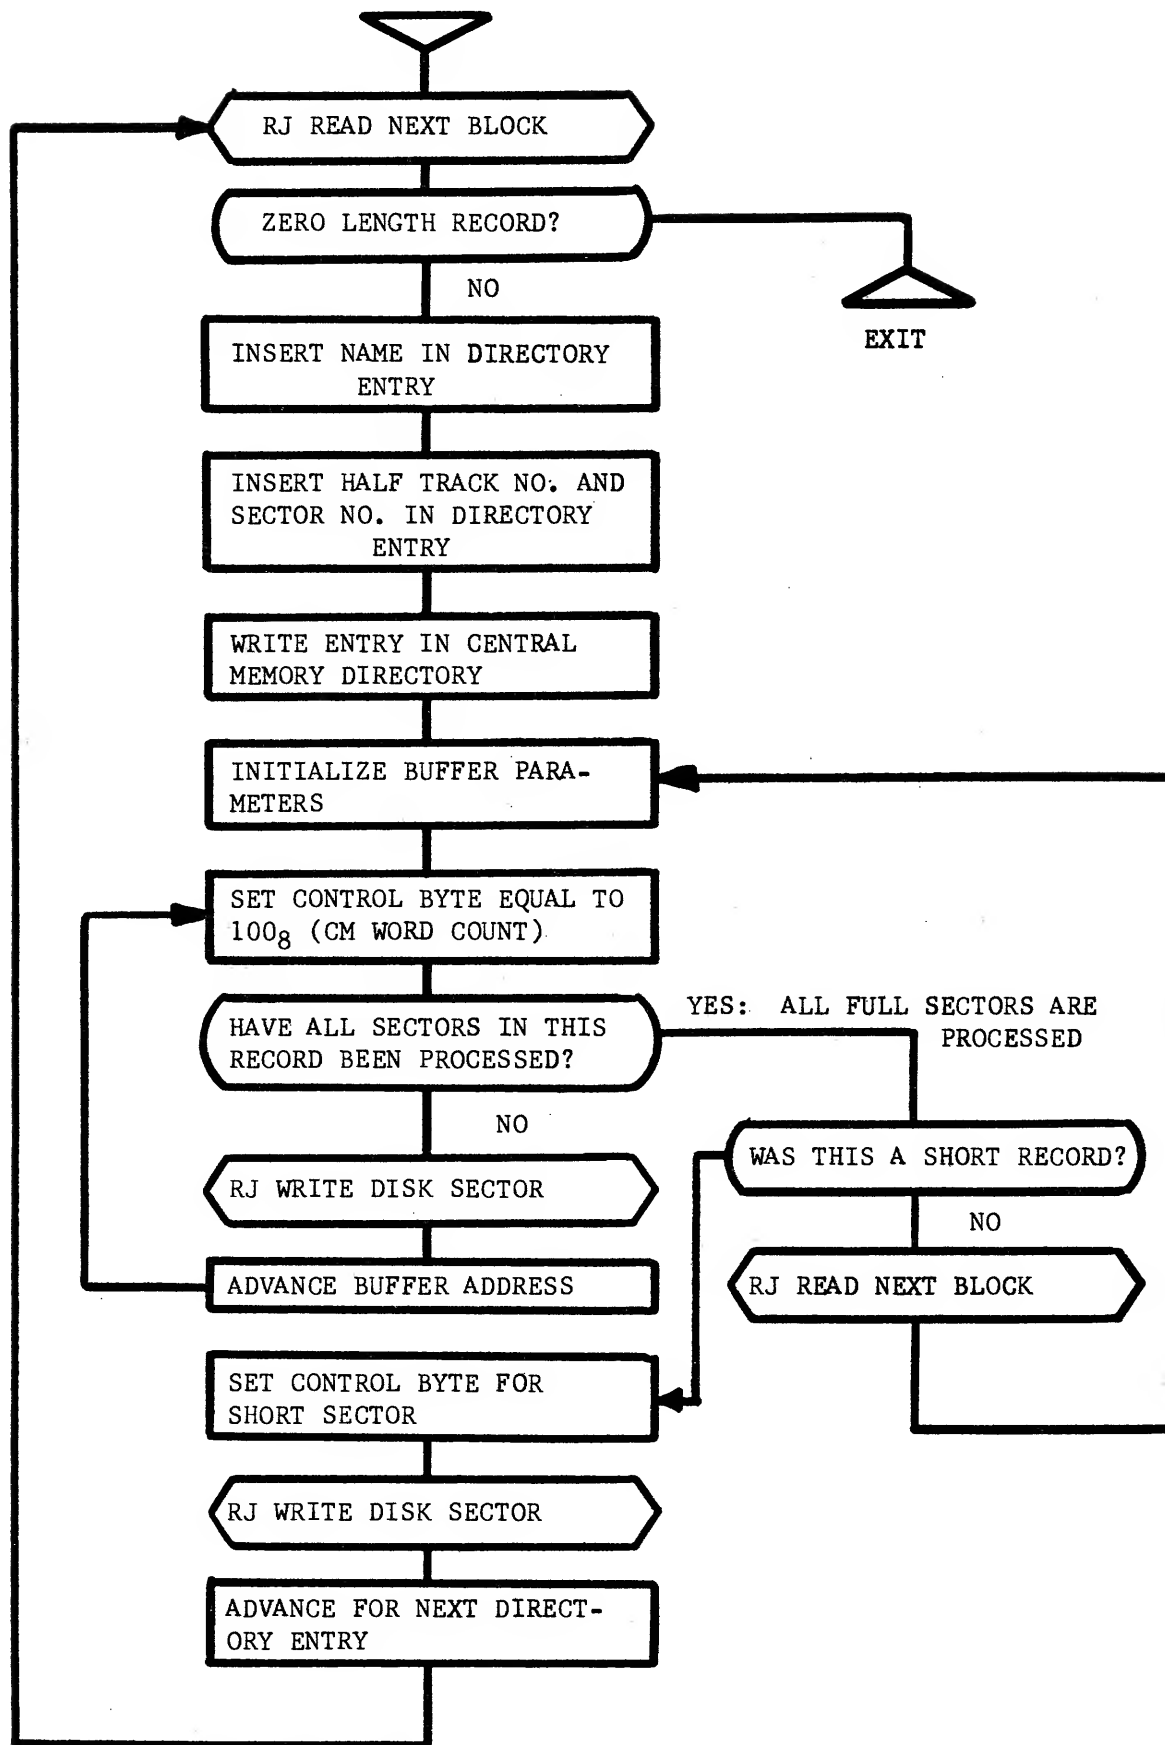 RJ READ NEXT BLOCK
ZERO LENGTH RECORD?
NO
EXIT
INSERT NAME IN DIRECTORY
ENTRY
INSERT HALF TRACK NO. AND
SECTOR NO. IN DIRECTORY
ENTRY
WRITE ENTRY IN CENTRAL
MEMORY DIRECTORY
INITIALIZE BUFFER PARA-
METERS
SET CONTROL BYTE EQUAL TO
100₈ (CM WORD COUNT)
HAVE ALL SECTORS IN THIS
RECORD BEEN PROCESSED?
YES: ALL FULL SECTORS ARE
PROCESSED
NO
WAS THIS A SHORT RECORD?
NO
RJ WRITE DISK SECTOR
RJ READ NEXT BLOCK
ADVANCE BUFFER ADDRESS
SET CONTROL BYTE FOR
SHORT SECTOR
RJ WRITE DISK SECTOR
ADVANCE FOR NEXT DIRECT-
ORY ENTRY